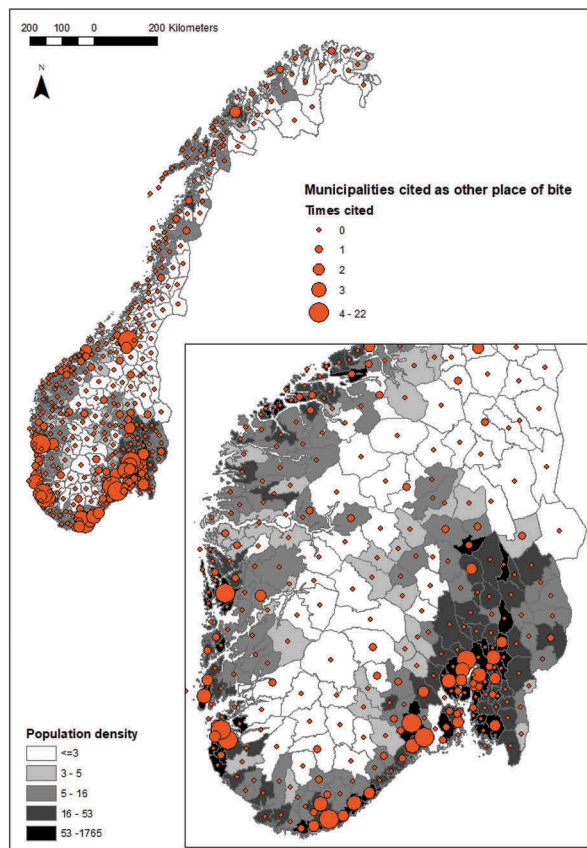 200 100 0 200 Kilometers
N
Municipalities cited as other place of bite
Times cited
0
1
2
3
4 - 22
Population density
<=3
3 - 5
5 - 16
16 - 53
53 -1765